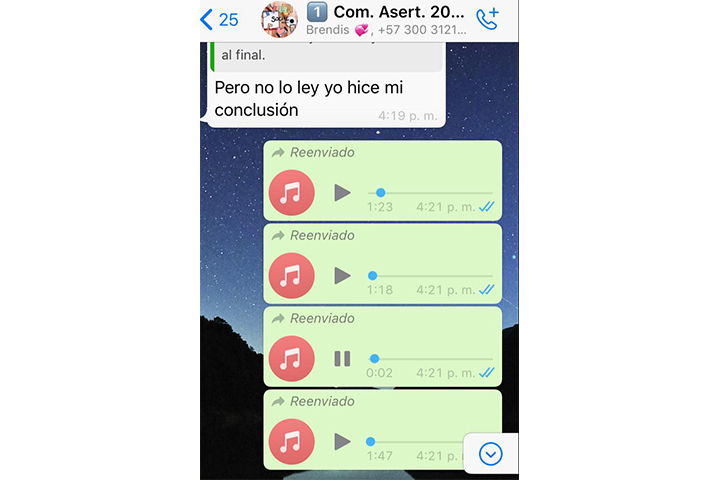 25
1 Com. Asert. 20...
Brendis 💞, +57 300 3121...
al final.
Pero no lo ley yo hice mi
conclusión
4:19 p. m.
Reenviado
1:23 4:21 p. m.
Reenviado
1:18 4:21 p. m.
Reenviado
0:02 4:21 p. m.
Reenviado
1:47 4:21 p.